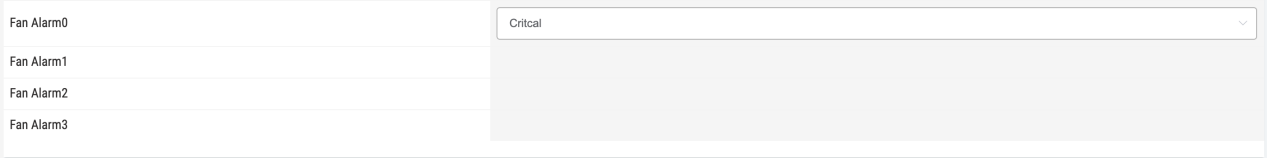 Fan Alarm0
Critcal
Fan Alarm1
Fan Alarm2
Fan Alarm3